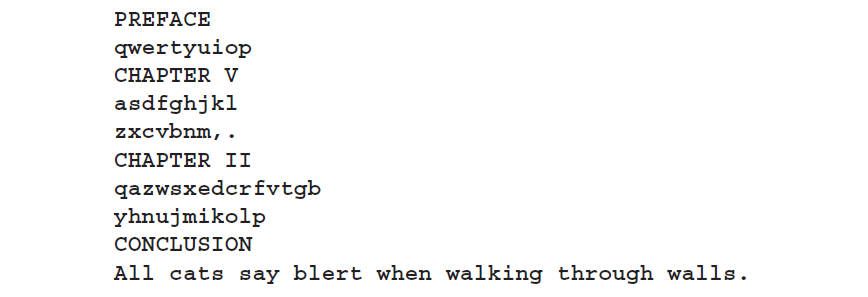 PREFACE
qwertyuiop
CHAPTER V
asdfghjkl
zxcvbnm,.
CHAPTER II
qazwsxedcrfvtgb
yhnujmikolp
CONCLUSION
All cats say blert when walking through walls.